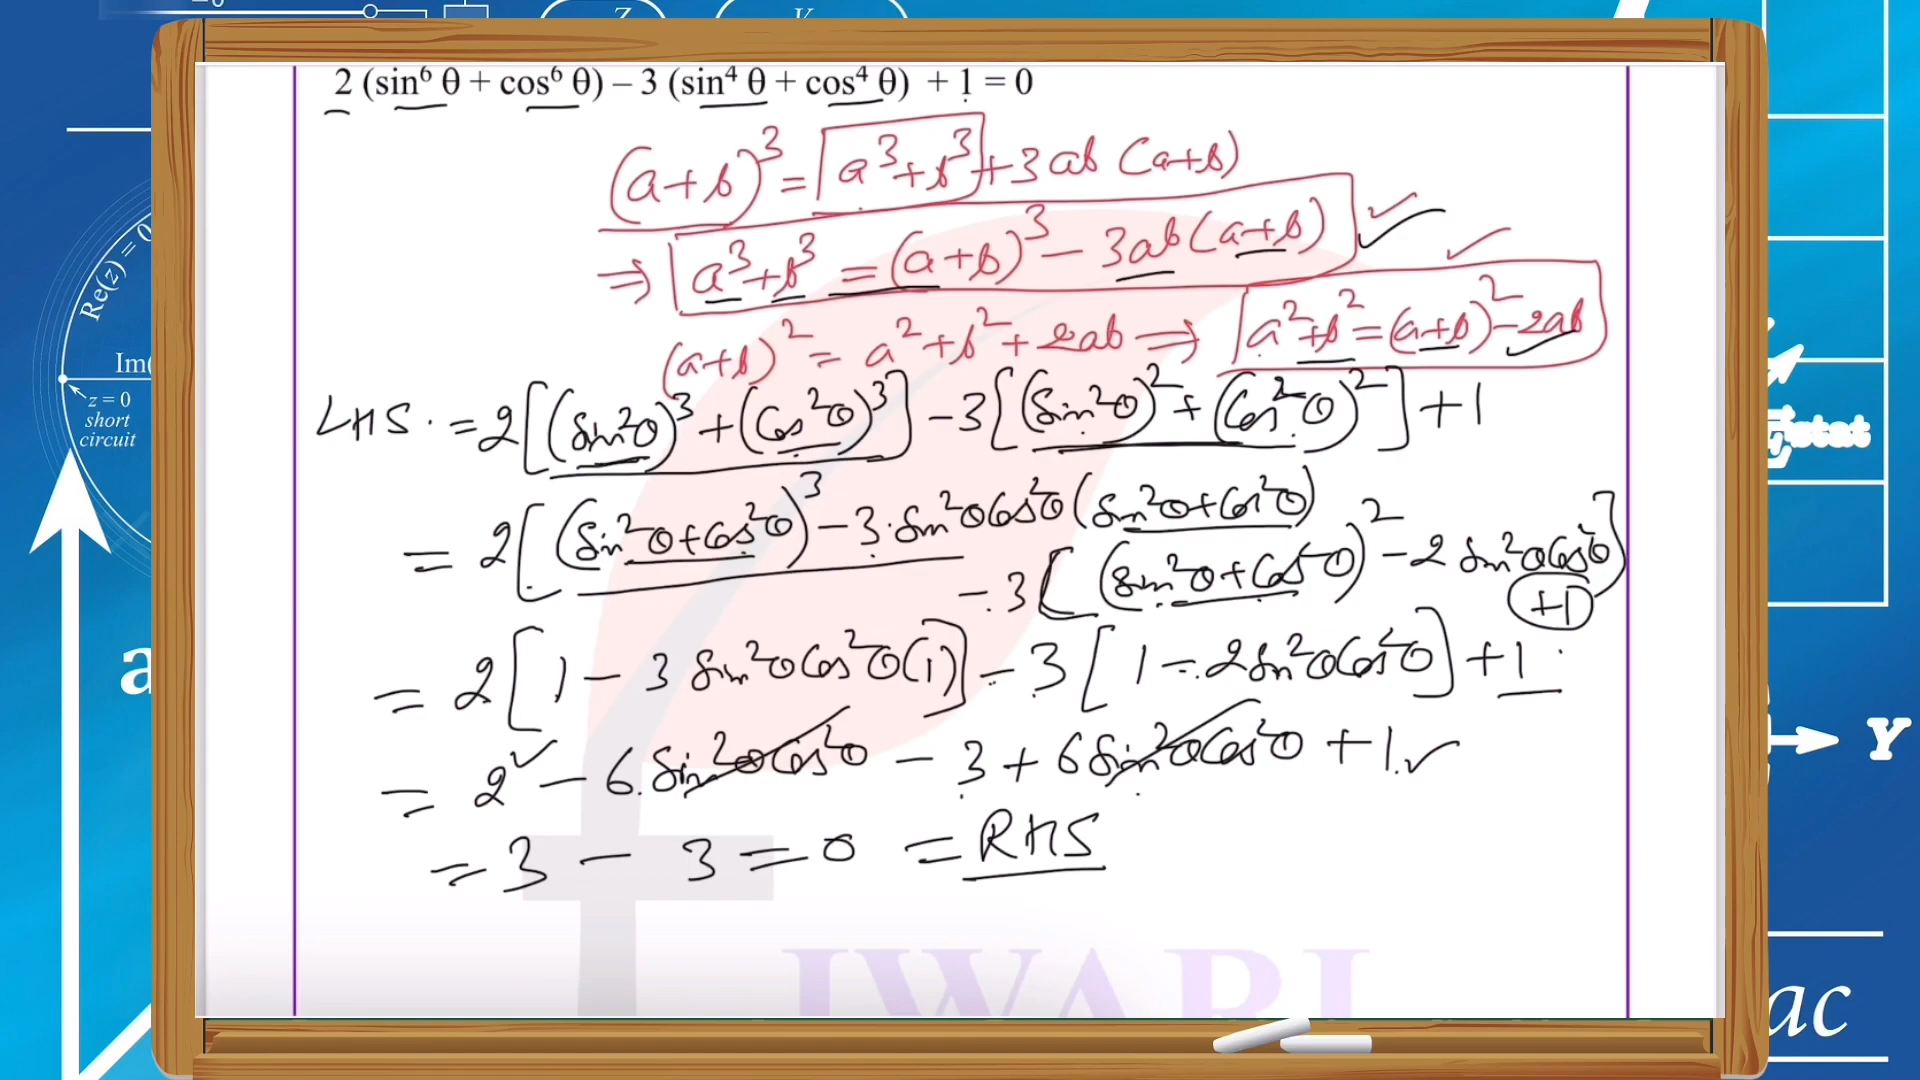 2 (sin⁶ θ + cos⁶ θ) – 3 (sin⁴ θ + cos⁴ θ) + 1 = 0
(a+b)³ = a³+b³ +3ab (a+b)
⇒ a³+b³ = (a+b)³ – 3ab(a+b)
(a+b)² = a²+b²+2ab ⇒ a²+b²=(a+b)²-2ab
LHS. =2[(sin²θ)³+(cos²θ)³] -3[(sin²θ)²+(cos²θ)²]+1
= 2[(sin²θ+cos²θ)³-3.sin²θcos²θ(sin²θ+cos²θ)
-3[(sin²θ+cos²θ)²-2sin²θcos²θ]
+1
= 2[1-3 sin²θcos²θ(1)]-3[1-2sin²θcos²θ]+1
= 2 - 6 sin²θcos²θ - 3 + 6sin²θcos²θ +1
= 3 - 3 = 0 = RHS
IWARI
Re(z) = 0
Im(
z = 0
short
circuit
a
stat
Y
ac